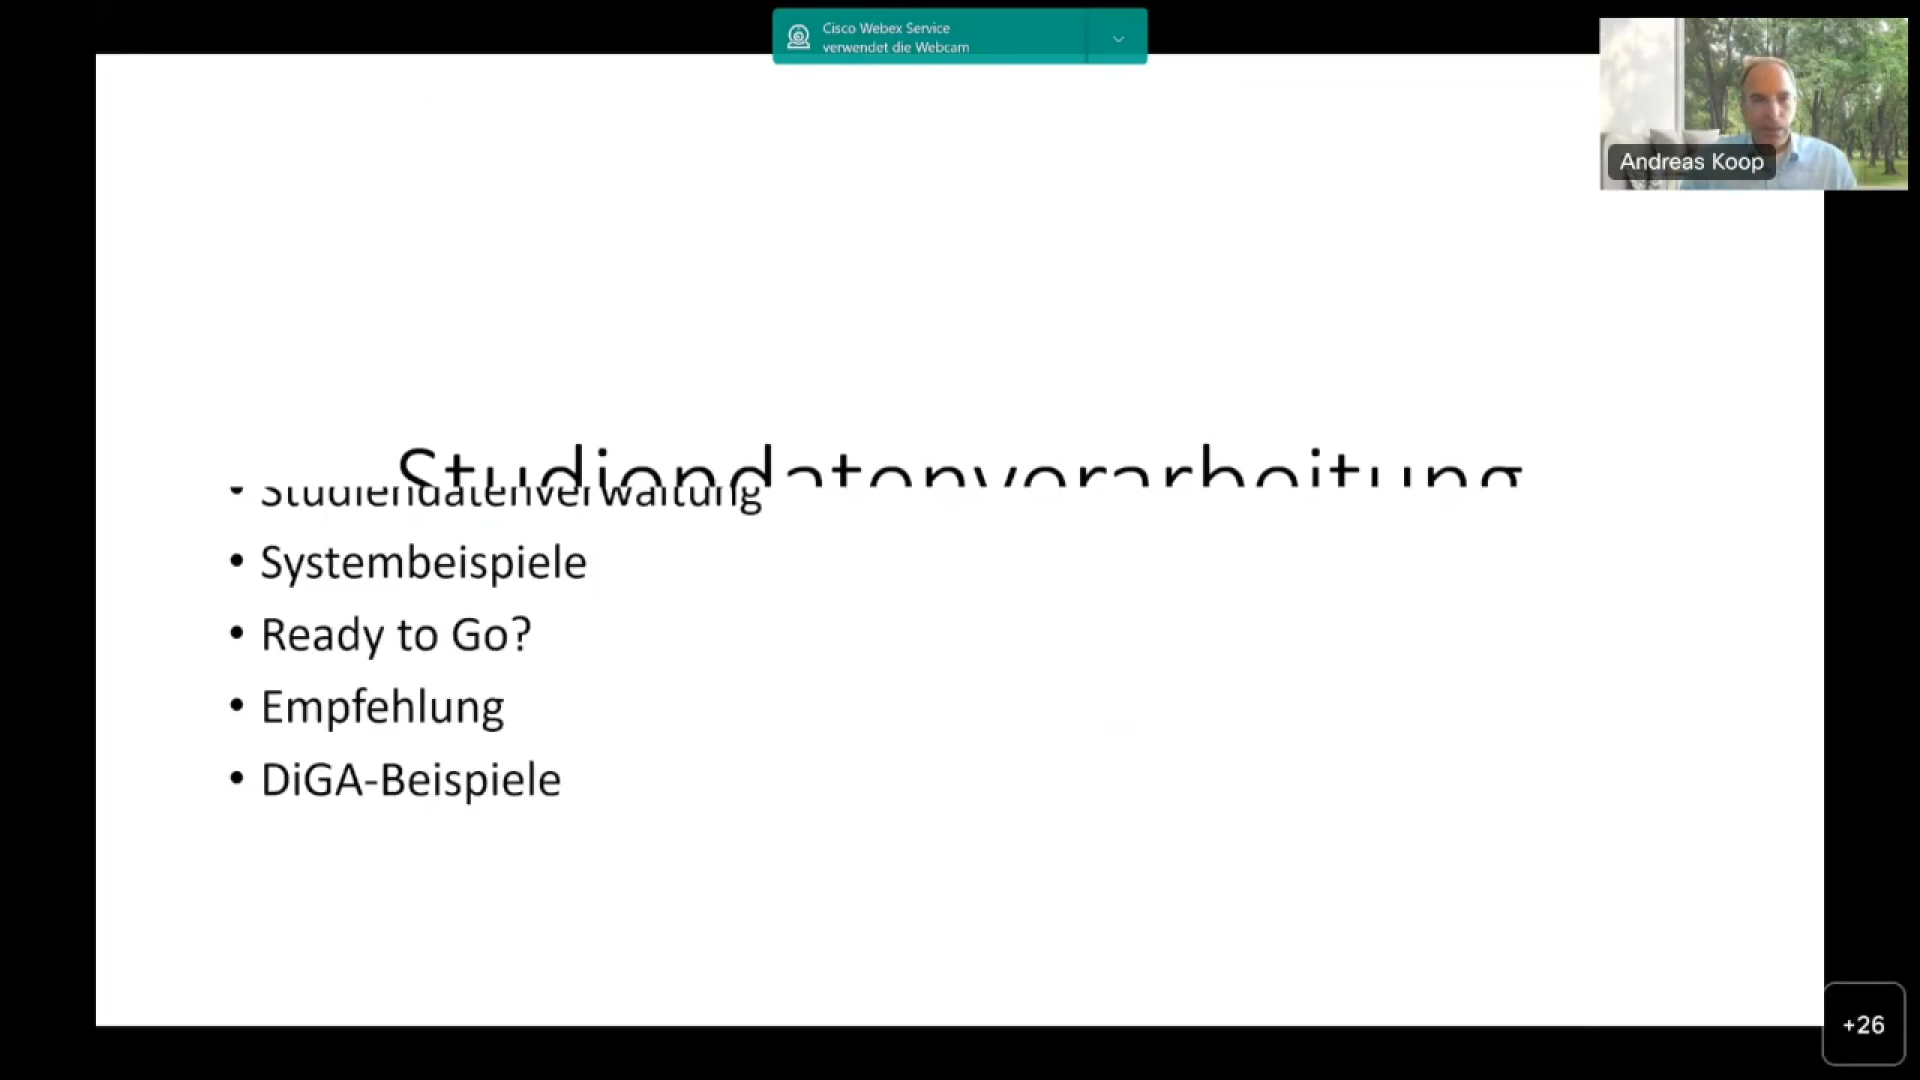 Cisco Webex Service
verwendet die Webcam
Andreas Koop
Studiendatenverarbeitung
• Studiendatenverwaltung
• Systembeispiele
• Ready to Go?
• Empfehlung
• DiGA-Beispiele
+26